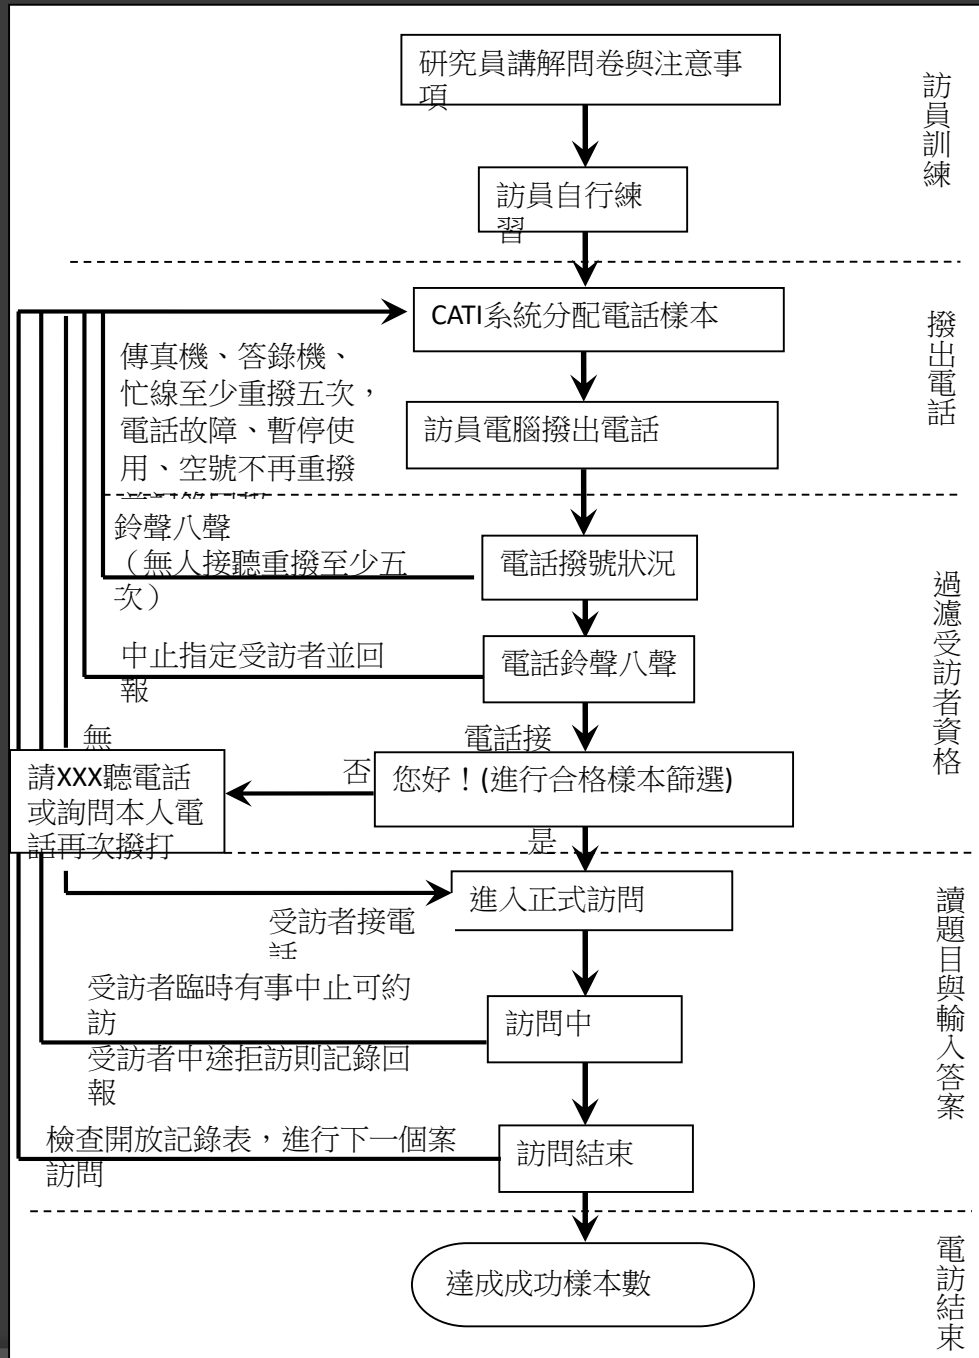 研究員講解問卷與注意事
項
訪員訓練
訪員自行練
習
CATI系統分配電話樣本
撥出電話
傳真機、答錄機、
忙線至少重撥五次，
電話故障、暫停使
用、空號不再重撥
訪員電腦撥出電話
鈴聲八聲
（無人接聽重撥至少五
次）
電話撥號狀況
過濾受訪者資格
中止指定受訪者並回
報
電話鈴聲八聲
無
電話接
請XXX聽電話
或詢問本人電
話再次撥打
否
您好！(進行合格樣本篩選)
是
進入正式訪問
讀題目與輸入答案
受訪者接電
話
受訪者臨時有事中止可約
訪
受訪者中途拒訪則記錄回
報
訪問中
檢查開放記錄表，進行下一個案
訪問
訪問結束
達成成功樣本數
電訪結束